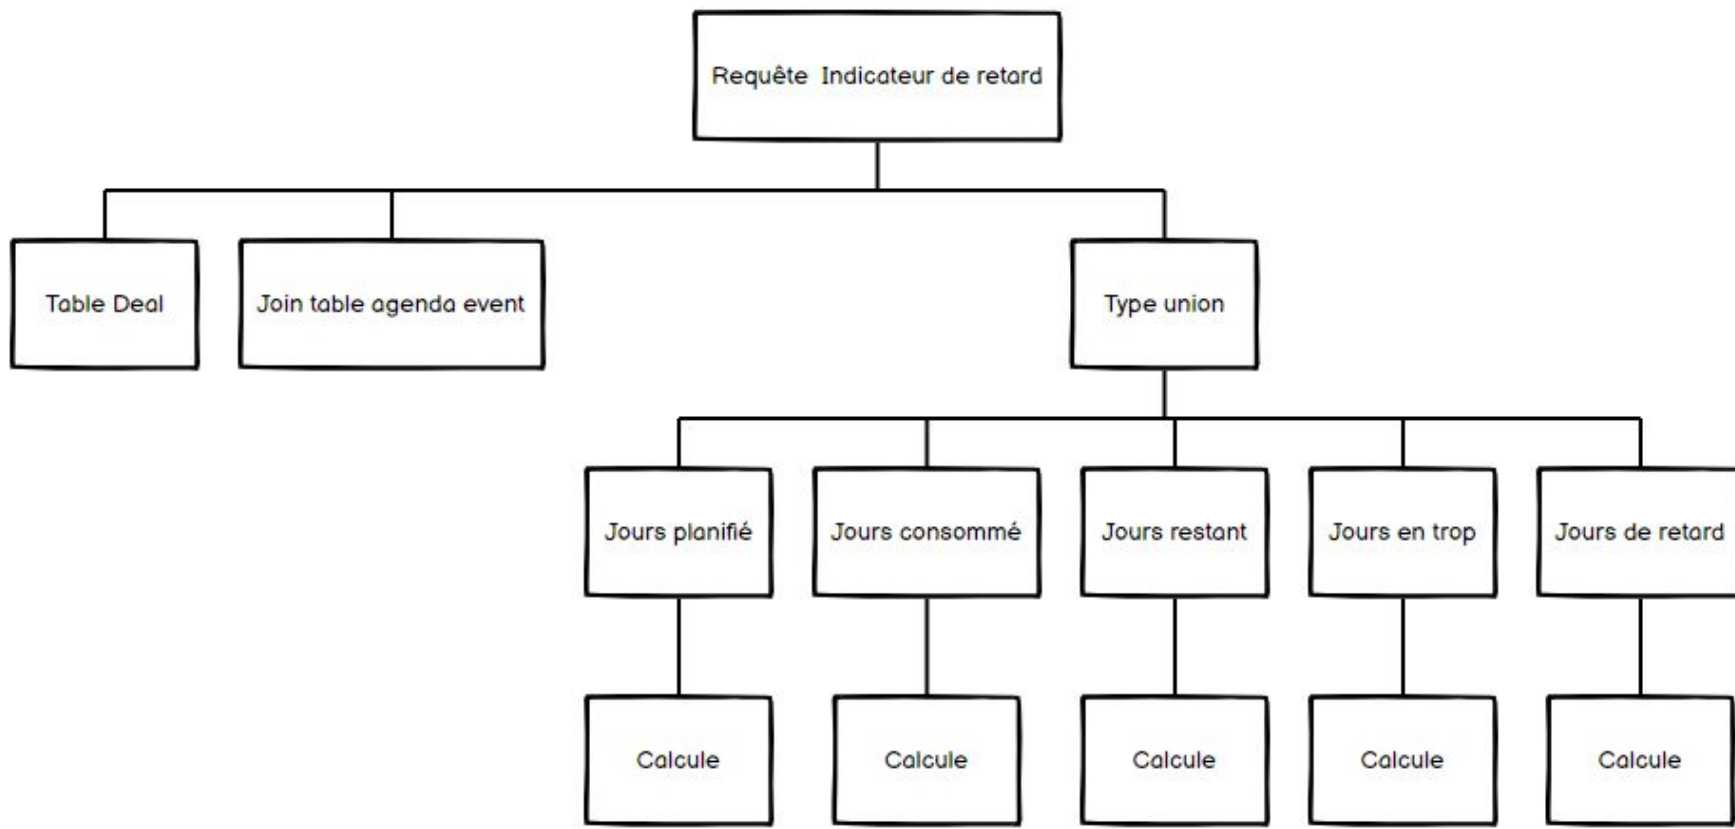 Requête Indicateur de retard
Table Deal
Join table agenda event
Type union
Jours planifié
Jours consommé
Jours restant
Jours en trop
Jours de retard
Calcule
Calcule
Calcule
Calcule
Calcule